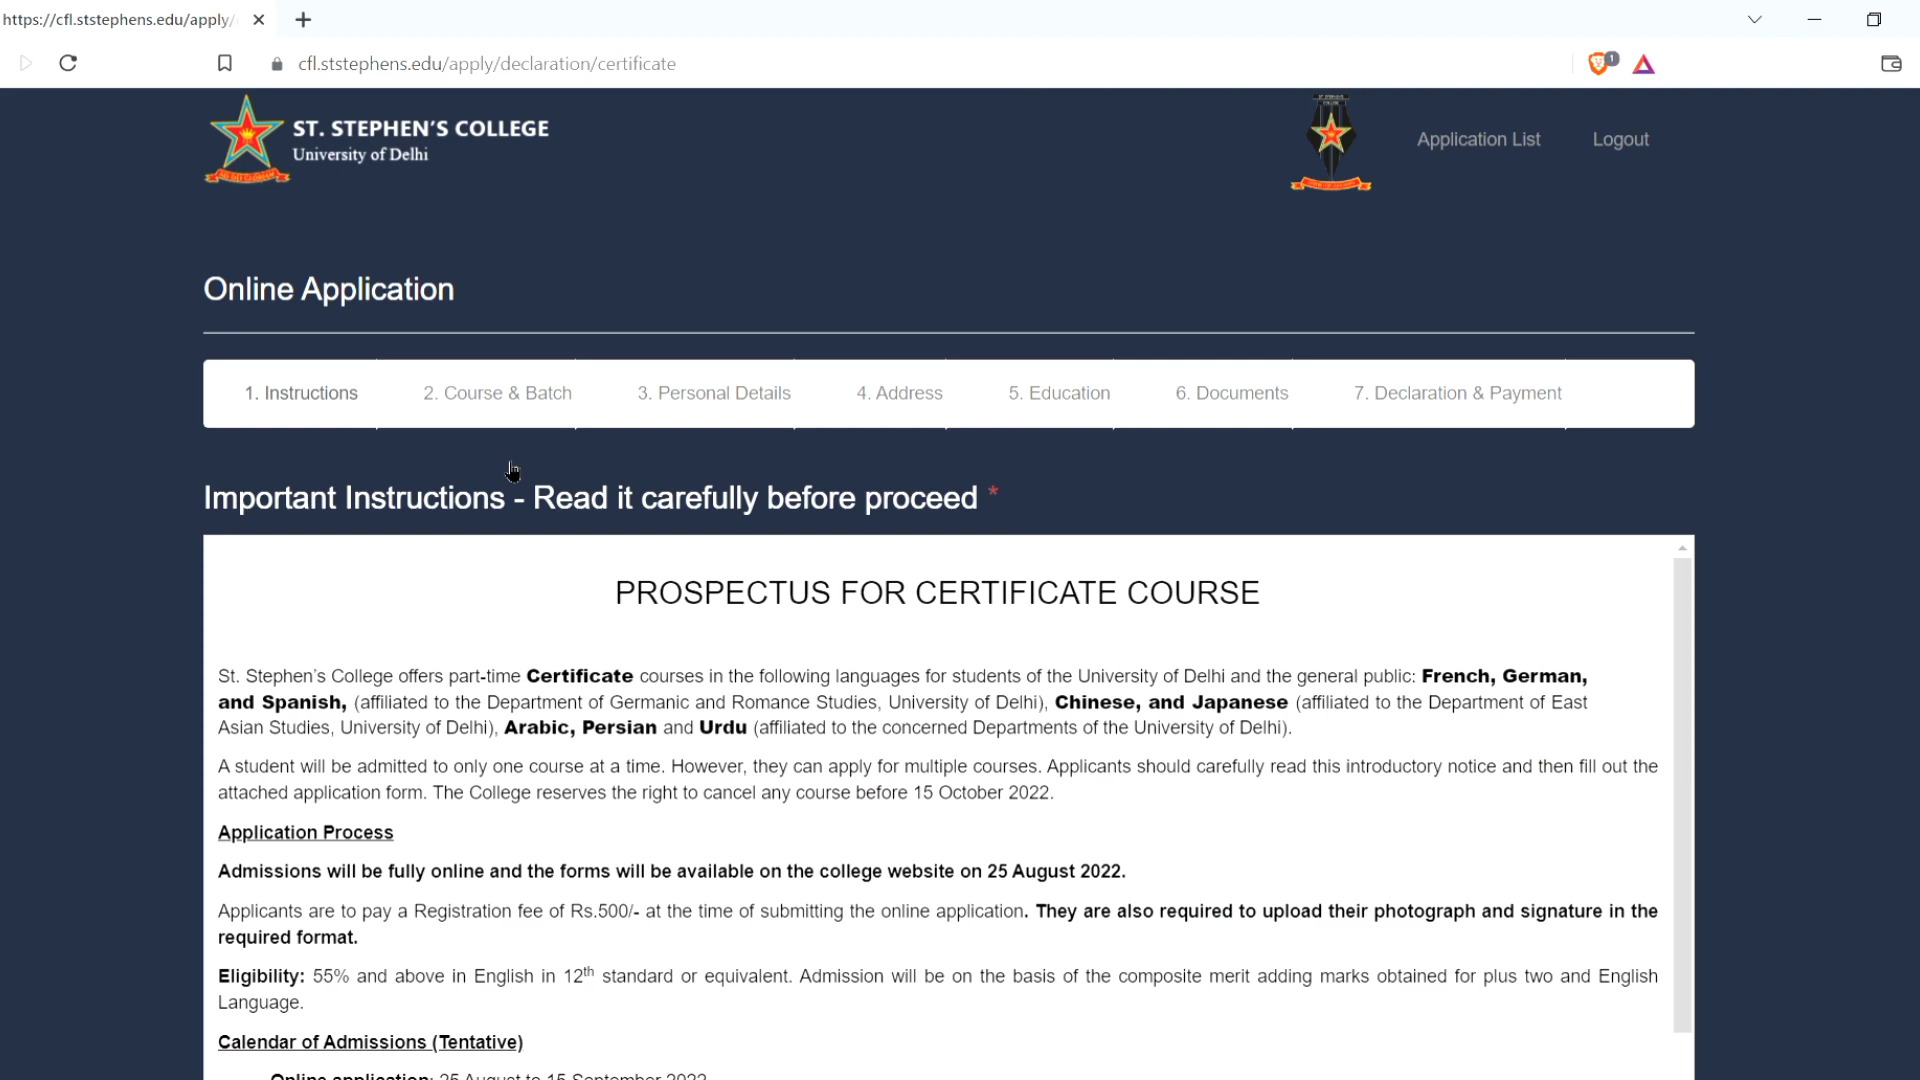 https://cfl.ststephens.edu/apply/
cfl.ststephens.edu/apply/declaration/certificate
1
ST. STEPHEN'S COLLEGE
University of Delhi
Application List
Logout
Online Application
1. Instructions
2. Course & Batch
3. Personal Details
4. Address
5. Education
6. Documents
7. Declaration & Payment
Important Instructions - Read it carefully before proceed *
PROSPECTUS FOR CERTIFICATE COURSE
St. Stephen's College offers part-time Certificate courses in the following languages for students of the University of Delhi and the general public: French, German,
and Spanish, (affiliated to the Department of Germanic and Romance Studies, University of Delhi), Chinese, and Japanese (affiliated to the Department of East
Asian Studies, University of Delhi), Arabic, Persian and Urdu (affiliated to the concerned Departments of the University of Delhi).
A student will be admitted to only one course at a time. However, they can apply for multiple courses. Applicants should carefully read this introductory notice and then fill out the
attached application form. The College reserves the right to cancel any course before 15 October 2022.
Application Process
Admissions will be fully online and the forms will be available on the college website on 25 August 2022.
Applicants are to pay a Registration fee of Rs.500/- at the time of submitting the online application. They are also required to upload their photograph and signature in the
required format.
Eligibility: 55% and above in English in 12th standard or equivalent. Admission will be on the basis of the composite merit adding marks obtained for plus two and English
Language.
Calendar of Admissions (Tentative)
Online application: 25 August to 15 September 2022